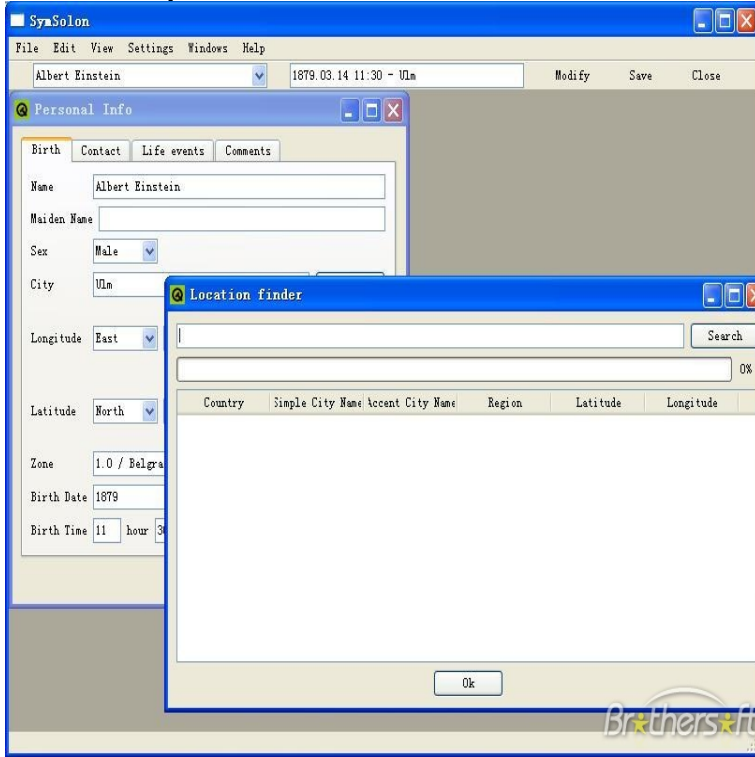 SymSolon
File Edit View Settings Windows Help
Albert Einstein 1879.03.14 11:30 - Ulm Modify Save Close
Personal Info
Birth Contact Life events Comments
Name Albert Einstein
Maiden Name
Sex Male
City Ulm
Location finder
Longitude East
Search
0%
Country Simple City Name Accent City Name Region Latitude Longitude
Latitude North
Zone 1.0 / Belgra
Birth Date 1879
Birth Time 11 hour
Ok
Brothersoft